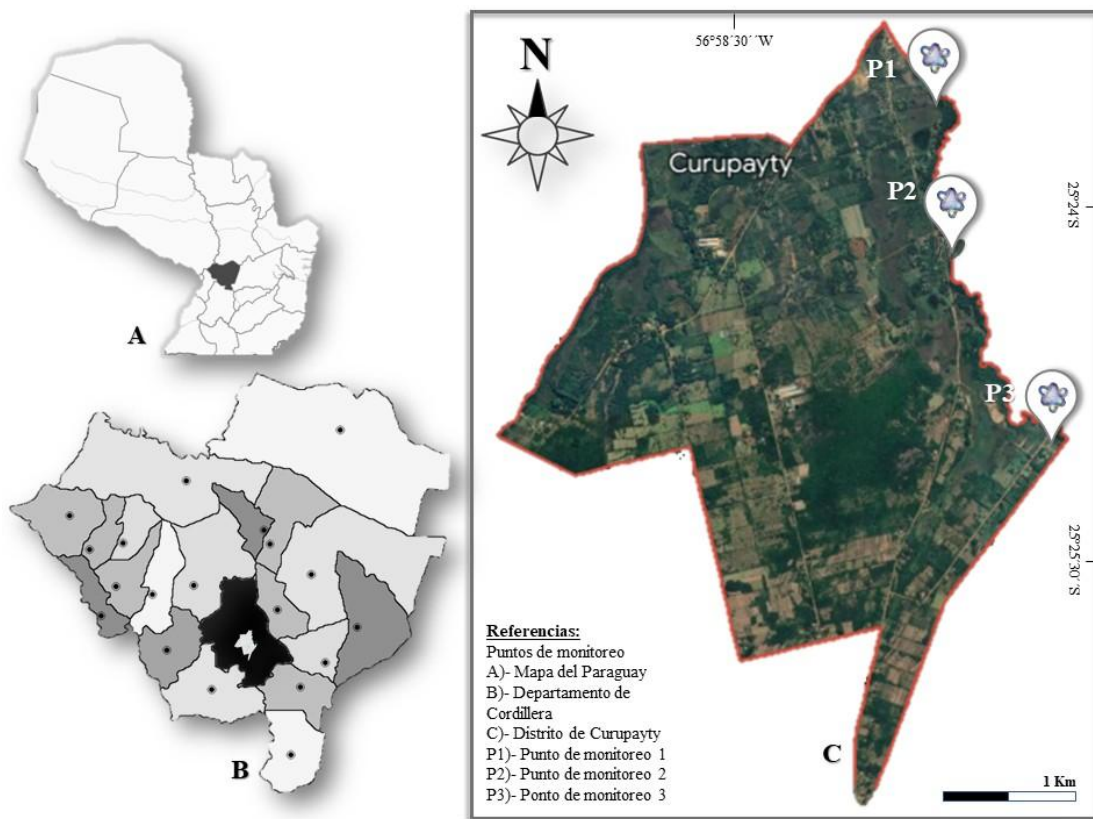 A
B
N
56°58´30´´W
P1
Curupayty
P2
25°24´S
P3
25°25´30´´S
Referencias:
Puntos de monitoreo
A)- Mapa del Paraguay
B)- Departamento de
Cordillera
C)- Distrito de Curupayty
P1)- Punto de monitoreo 1
P2)- Punto de monitoreo 2
P3)- Ponto de monitoreo 3
C
1 Km